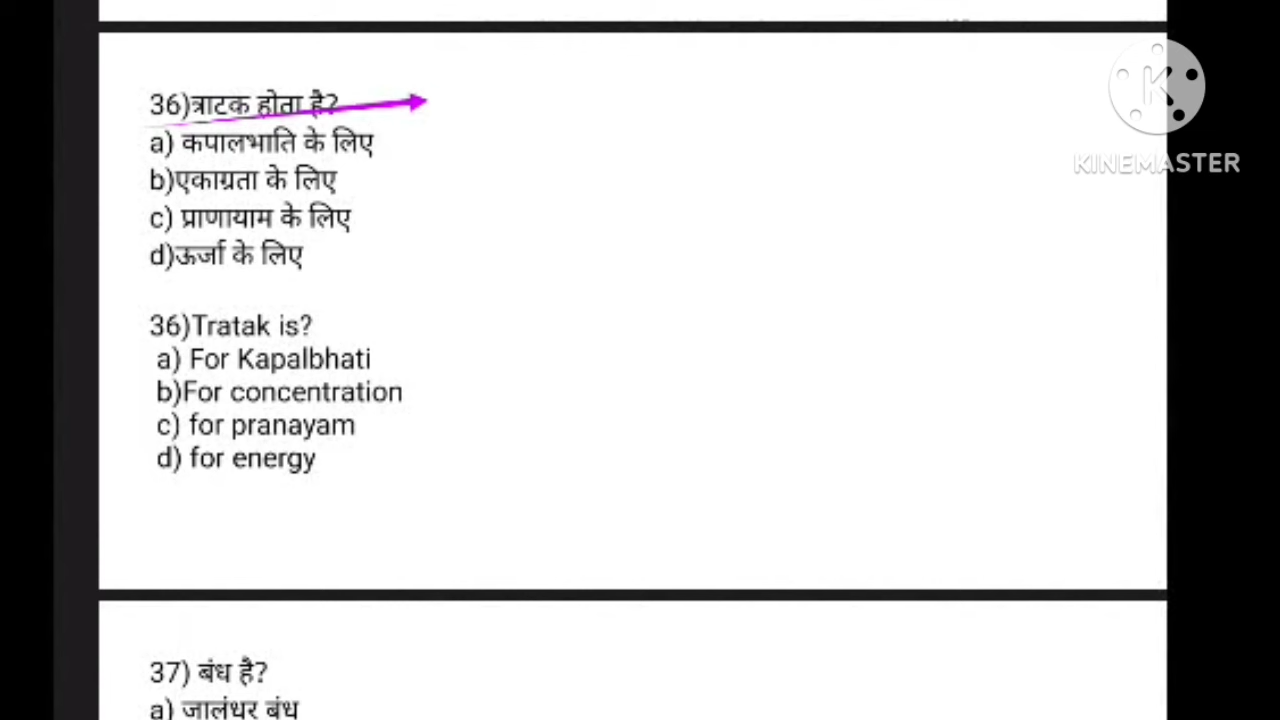 36)त्राटक होता है?
a) कपालभाति के लिए
b)एकाग्रता के लिए
c) प्राणायाम के लिए
d)ऊर्जा के लिए
36)Tratak is?
a) For Kapalbhati
b)For concentration
c) for pranayam
d) for energy
37) बंध है?
a) जालंधर बंध
K
KINEMASTER